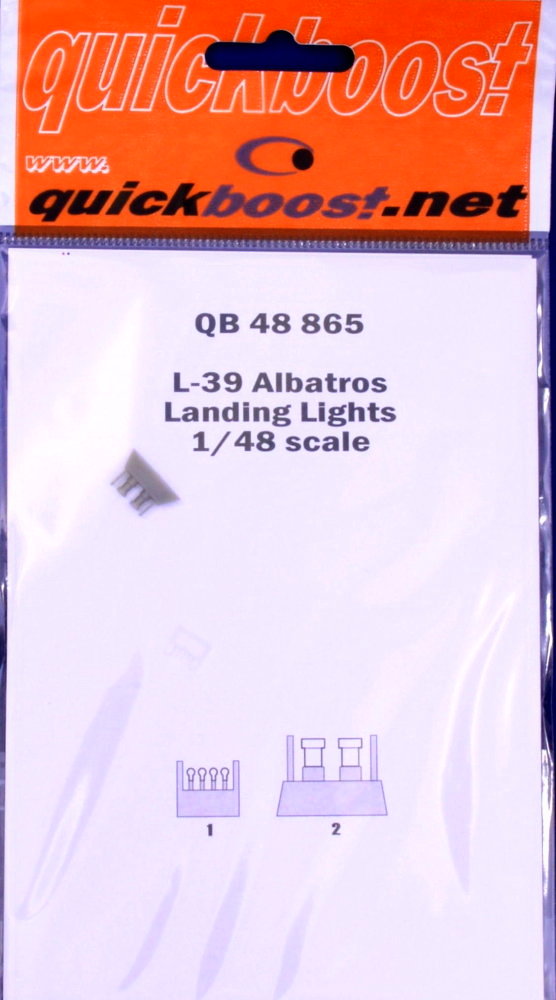 quickboost
www.
quickboost.net
QB 48 865
L-39 Albatros
Landing Lights
1/48 scale
1 2